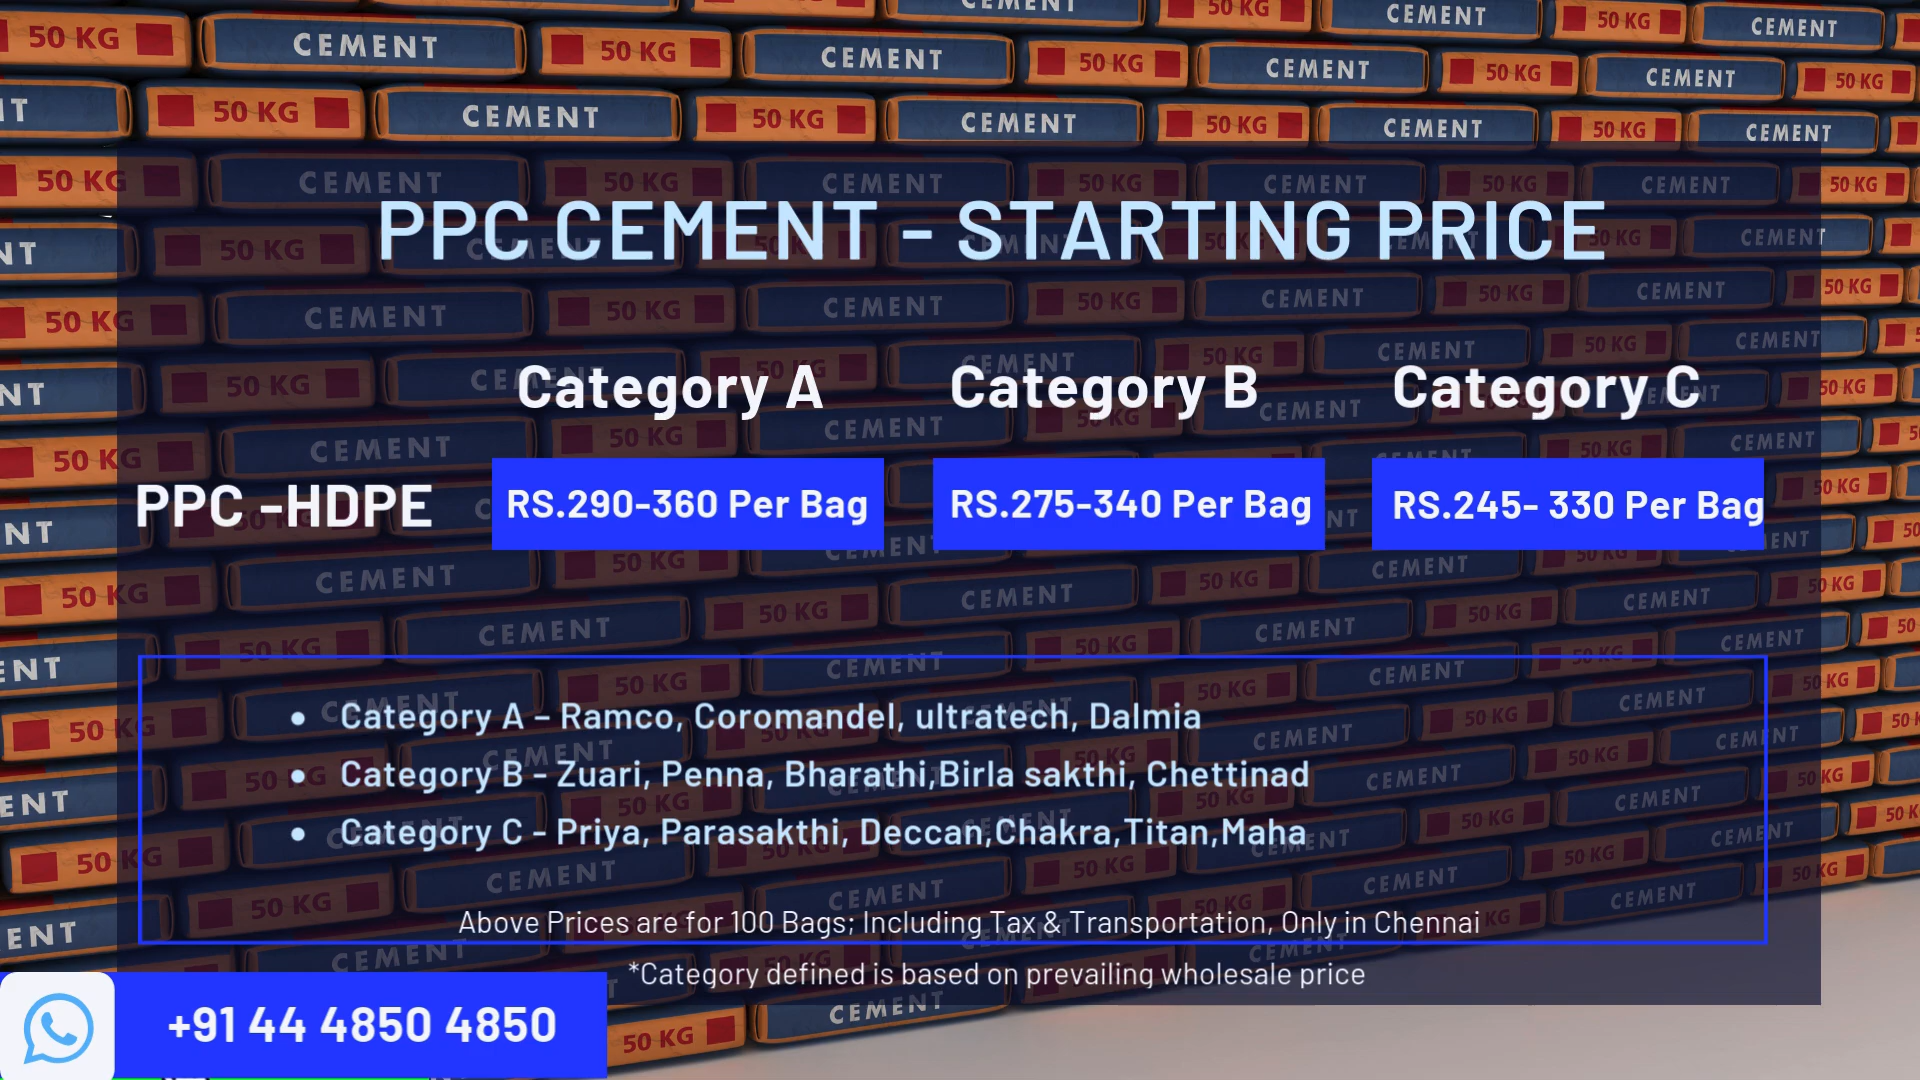 PPC CEMENT - STARTING PRICE
Category A Category B Category C
PPC -HDPE RS.290-360 Per Bag RS.275-340 Per Bag RS.245- 330 Per Bag
• Category A – Ramco, Coromandel, ultratech, Dalmia
• Category B - Zuari, Penna, Bharathi,Birla sakthi, Chettinad
• Category C - Priya, Parasakthi, Deccan,Chakra,Titan,Maha
Above Prices are for 100 Bags; Including Tax & Transportation, Only in Chennai
*Category defined is based on prevailing wholesale price
+91 44 4850 4850
50 KG
CEMENT